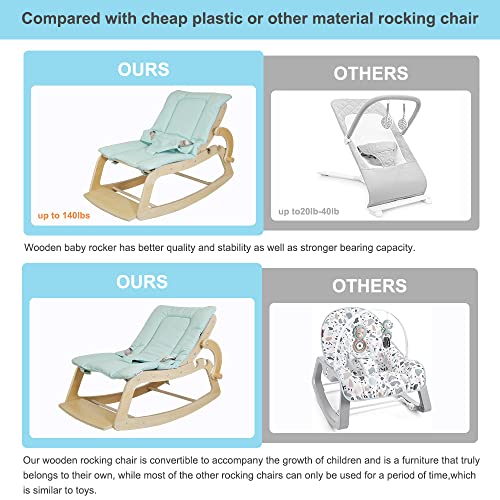 Compared with cheap plastic or other material rocking chair
OURS
OTHERS
up to 140lbs
up to20lb-40lb
Wooden baby rocker has better quality and stability as well as stronger bearing capacity.
OURS
OTHERS
Our wooden rocking chair is convertible to accompany the growth of children and is a furniture that truly
belongs to their own, while most of the other rocking chairs can only be used for a period of time,which
is similar to toys.